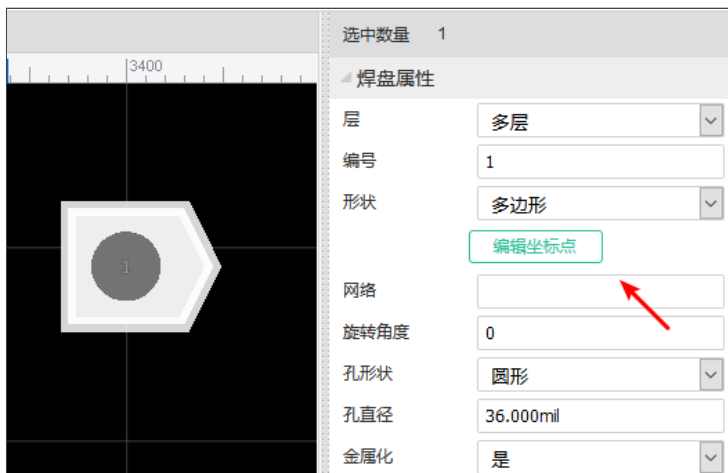 选中数量 1
3400
焊盘属性
层 多层
编号 1
形状 多边形
编辑坐标点
1
网络
旋转角度 0
孔形状 圆形
孔直径 36.000mil
金属化 是